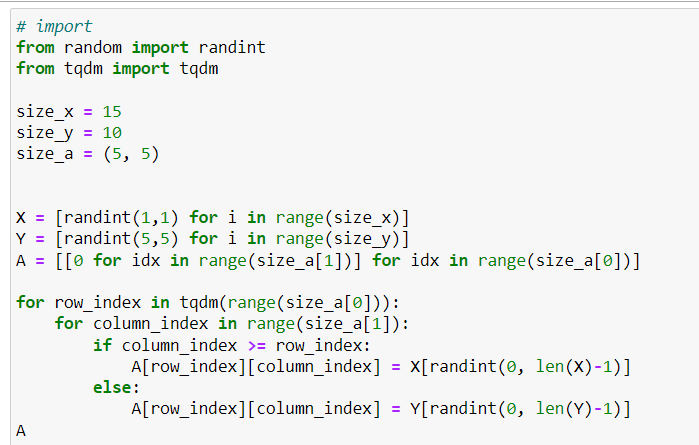 # import
from random import randint
from tqdm import tqdm

size_x = 15
size_y = 10
size_a = (5, 5)


X = [randint(1,1) for i in range(size_x)]
Y = [randint(5,5) for i in range(size_y)]
A = [[0 for idx in range(size_a[1])] for idx in range(size_a[0])]

for row_index in tqdm(range(size_a[0])):
    for column_index in range(size_a[1]):
        if column_index >= row_index:
            A[row_index][column_index] = X[randint(0, len(X)-1)]
        else:
            A[row_index][column_index] = Y[randint(0, len(Y)-1)]
A